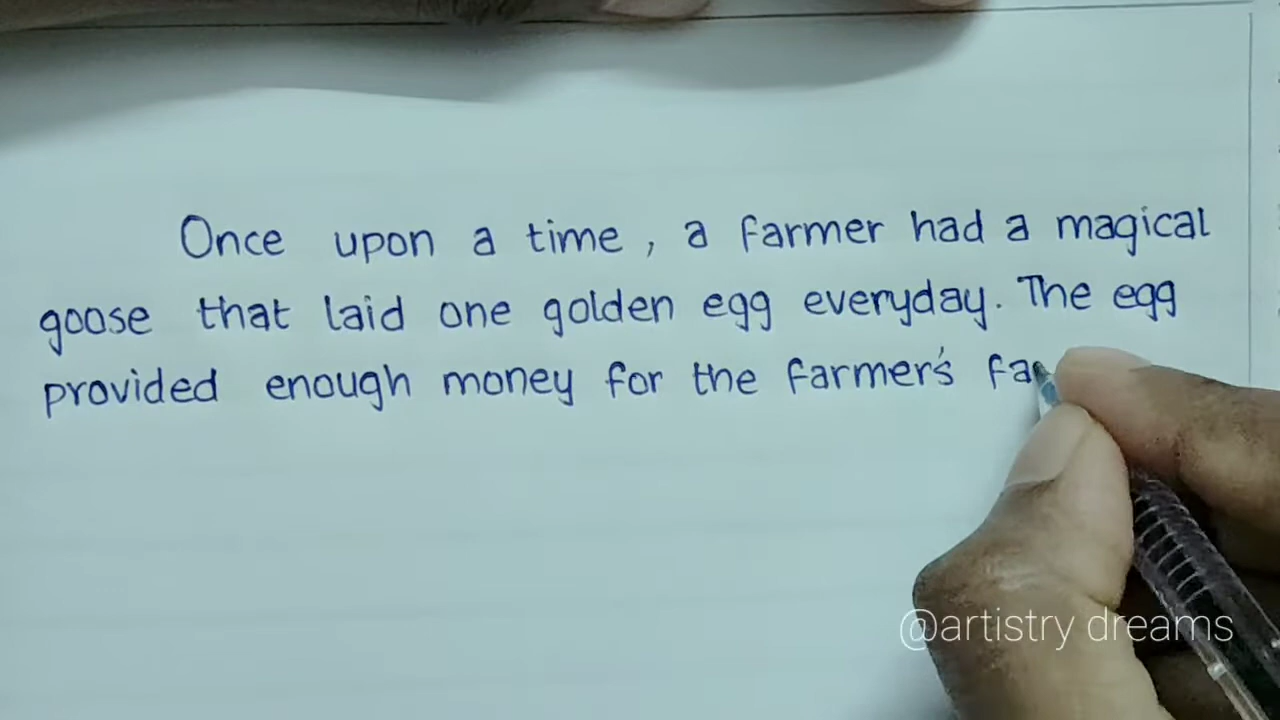 Once upon a time, a farmer had a magical
goose that laid one golden egg everyday. The egg
provided enough money for the farmer's fa
@artistry dreams